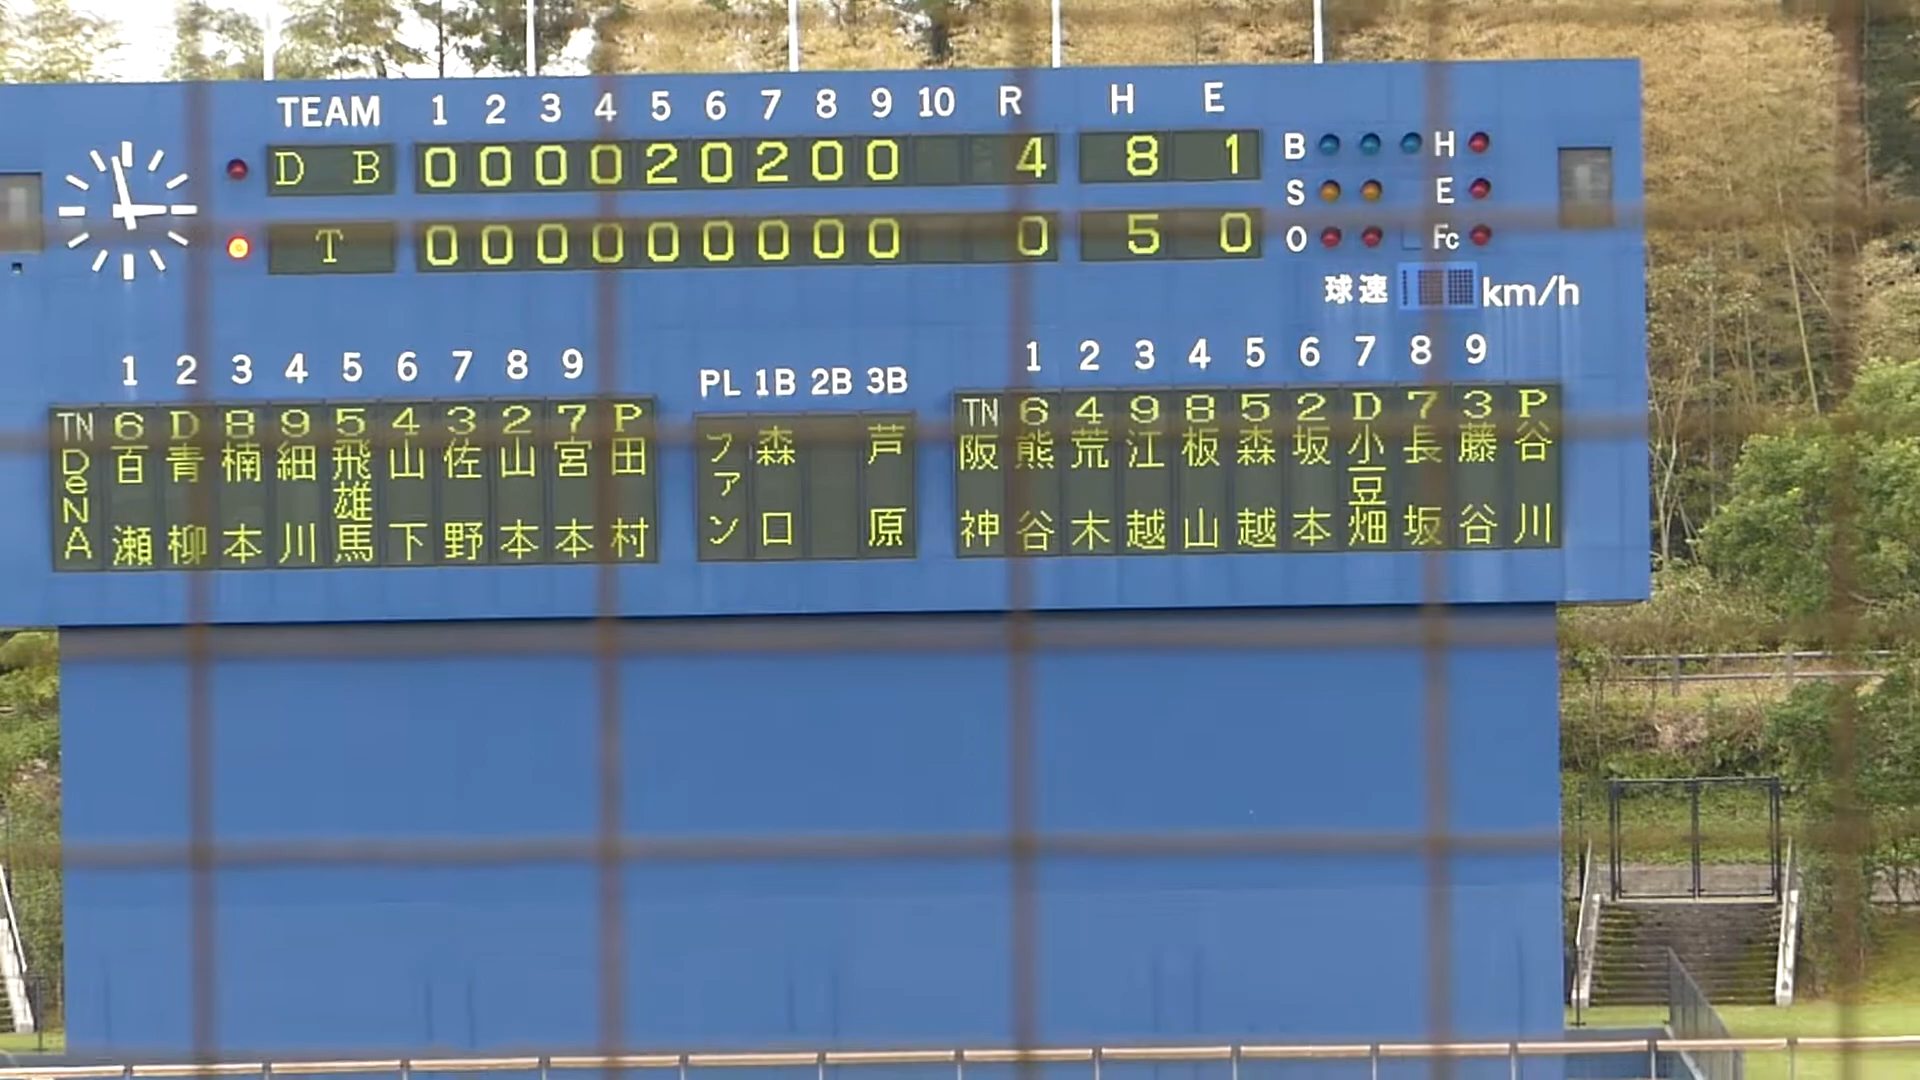 TEAM 1 2 3 4 5 6 7 8 9 10 R H E
D B 0 0 0 0 2 0 2 0 0 4 8 1
T 0 0 0 0 0 0 0 0 0 0 5 0
B H
S E
O Fc
球速 km/h
1 2 3 4 5 6 7 8 9
TN 6 D 8 9 5 4 3 2 7 P
DeNA 百瀬 青柳 楠本 細川 飛雄馬 山下 佐野 山本 宮本 田村
PL 1B 2B 3B
ファン 森口 芦原
1 2 3 4 5 6 7 8 9
TN 6 4 9 8 5 2 D 7 3 P
阪神 熊谷 荒木 江越 板山 森越 坂本 小豆畑 長坂 藤谷 谷川